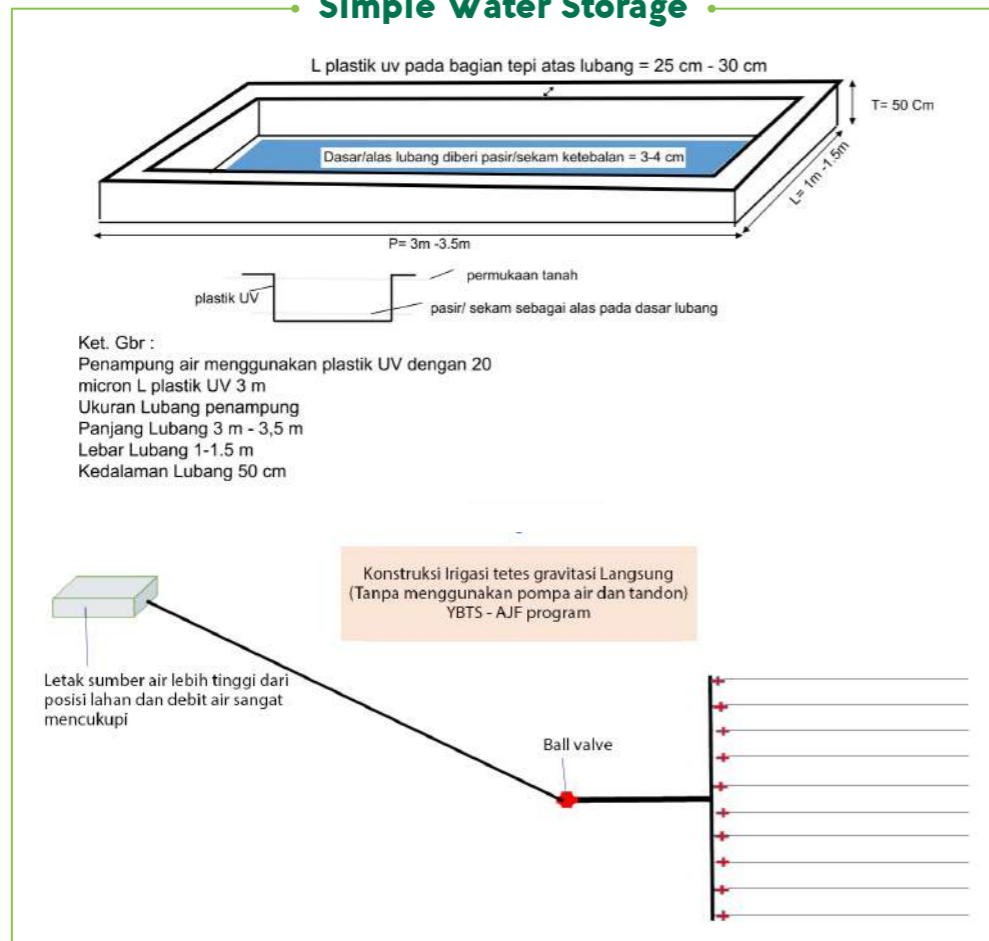 Simple Water Storage
L plastik uv pada bagian tepi atas lubang = 25 cm - 30 cm
T= 50 Cm
Dasar/alas lubang diberi pasir/sekam ketebalan = 3-4 cm
L= 1m -1.5m
P= 3m -3.5m
permukaan tanah
plastik UV
pasir/ sekam sebagai alas pada dasar lubang
Ket. Gbr :
Penampung air menggunakan plastik UV dengan 20
micron L plastik UV 3 m
Ukuran Lubang penampung
Panjang Lubang 3 m - 3,5 m
Lebar Lubang 1-1.5 m
Kedalaman Lubang 50 cm
Konstruksi Irigasi tetes gravitasi Langsung
(Tanpa menggunakan pompa air dan tandon)
YBTS - AJF program
Letak sumber air lebih tinggi dari
posisi lahan dan debit air sangat
mencukupi
Ball valve